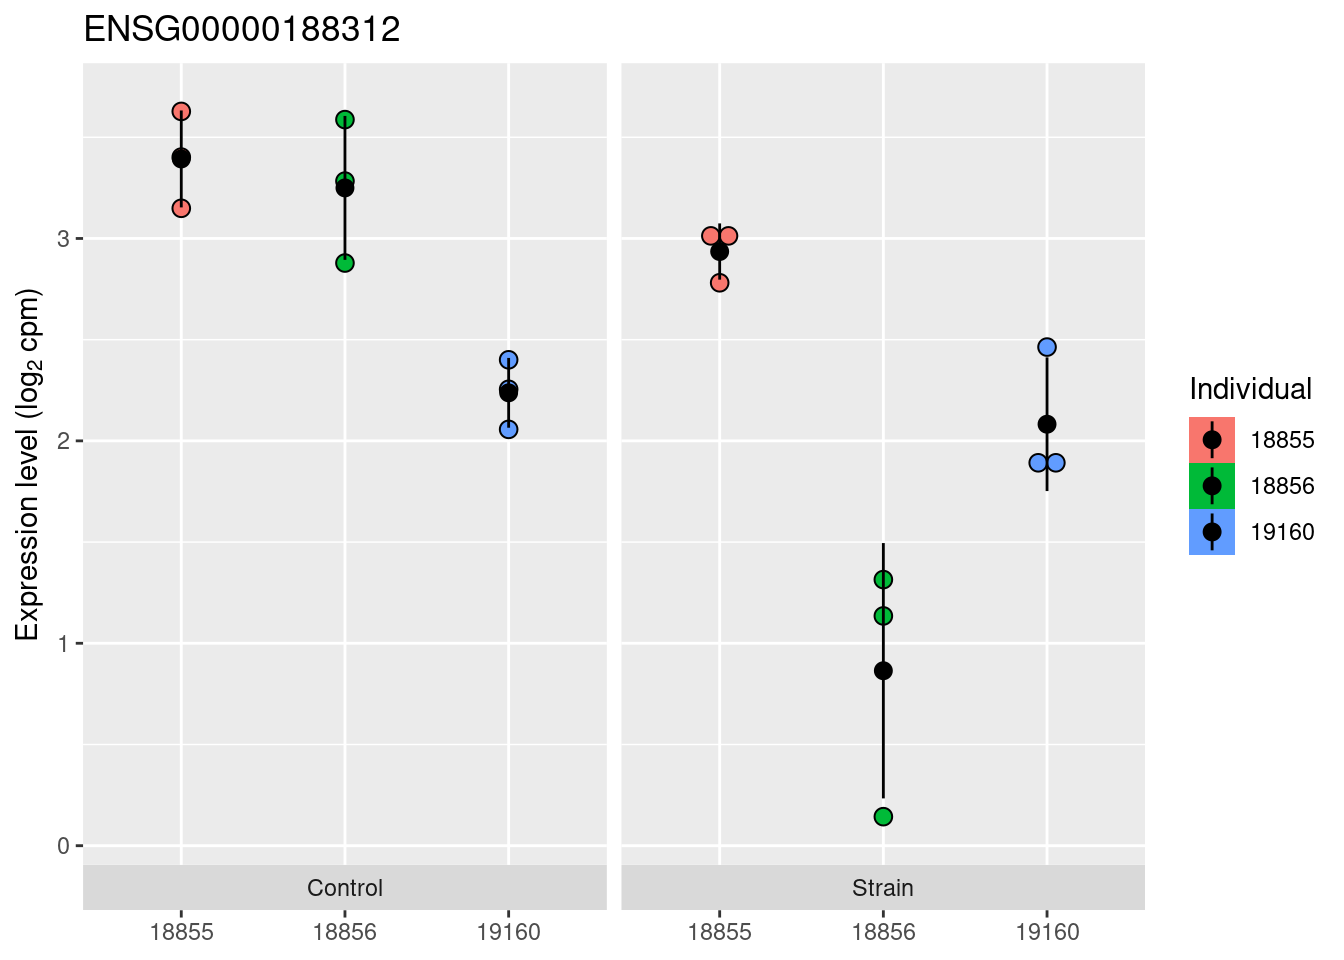 ENSG00000188312
Expression level (log2 cpm)
3
2
1
0
Control
Strain
18855
18856
19160
18855
18856
19160
Individual
18855
18856
19160